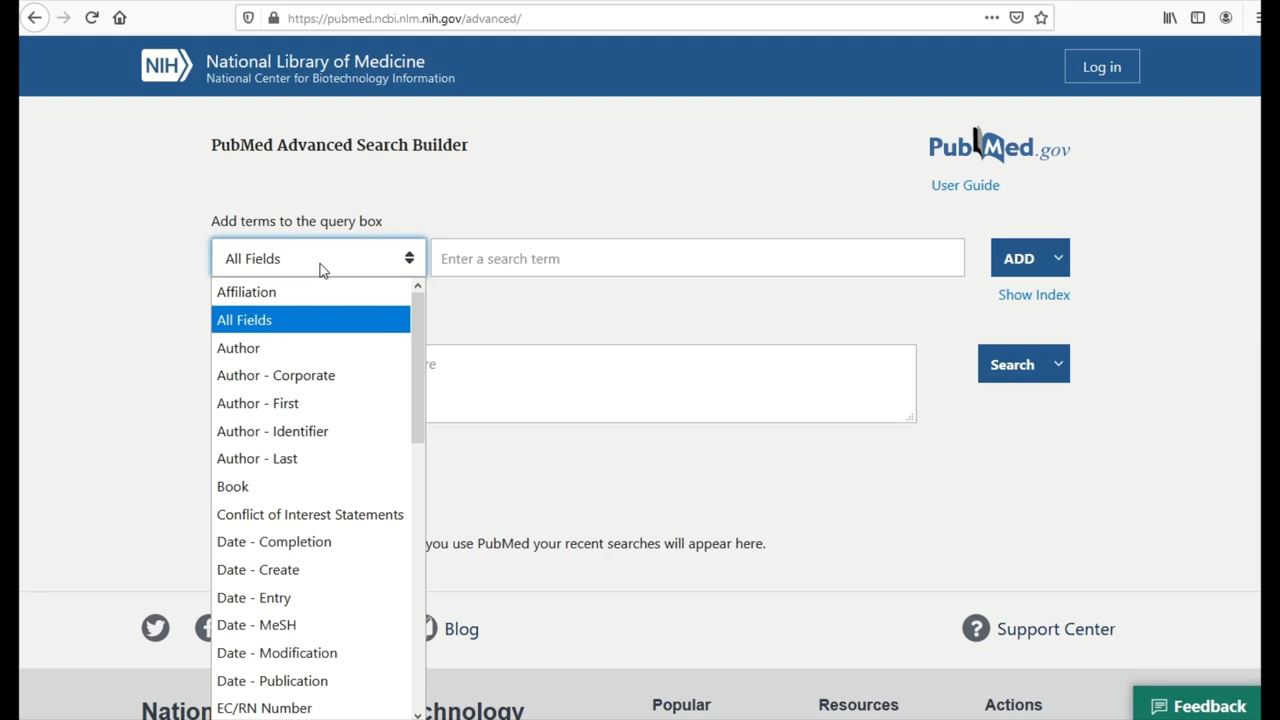 https://pubmed.ncbi.nlm.nih.gov/advanced/
NIH
National Library of Medicine
National Center for Biotechnology Information
Log in
PubMed Advanced Search Builder
PubMed.gov
User Guide
Add terms to the query box
All Fields
Enter a search term
ADD
Show Index
Affiliation
All Fields
Author
Author - Corporate
Author - First
Author - Identifier
Author - Last
Book
Conflict of Interest Statements
Date - Completion
Date - Create
Date - Entry
Date - MeSH
Date - Modification
Date - Publication
EC/RN Number
re
Search
you use PubMed your recent searches will appear here.
Blog
Support Center
Nation
chnology
Popular
Resources
Actions
Feedback